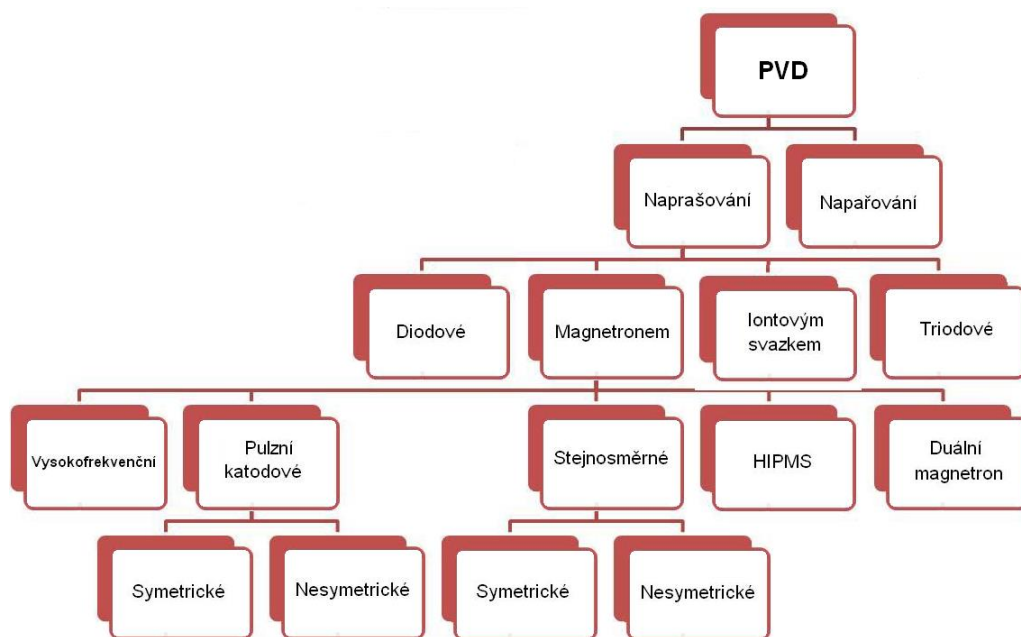 PVD
Naprašování
Napařování
Diodové
Magnetronem
Iontovým
svazkem
Triodové
Vysokofrekvenční
Pulzní
katodové
Stejnosměrné
HIPMS
Duální
magnetron
Symetrické
Nesymetrické
Symetrické
Nesymetrické